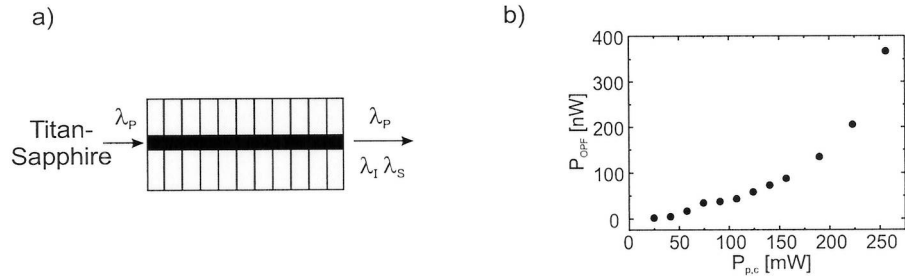 a)
Titan-
Sapphire
λP
λP
λI λS
b)
POPF [nW]
400
300
200
100
0
0 50 100 150 200 250
Pp,c [mW]